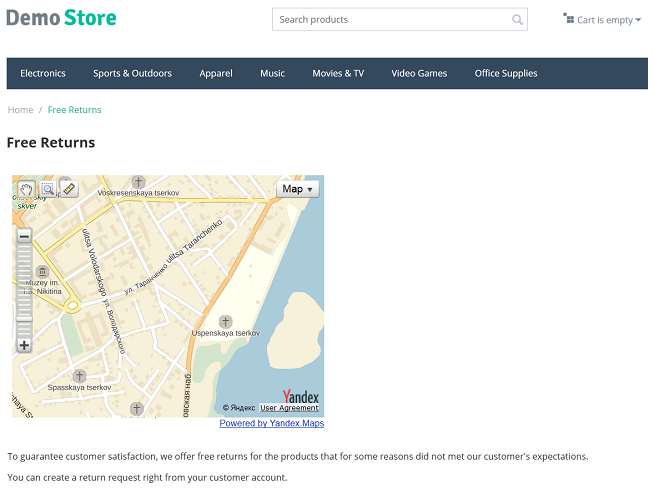 Demo Store
Search products
Cart is empty
Electronics Sports & Outdoors Apparel Music Movies & TV Video Games Office Supplies
Home / Free Returns
Free Returns
Map
skver
Voskresenskaya tserkov
ulitsa Volodarskogo
ulitsa Taranchenko
ул. Таранченко
ул. Володарского
Muzey im.
I.S. Nikitina
Uspenskaya tserkov
Spasskaya tserkov
овская наб.
Yandex
© Яндекс User Agreement
Powered by Yandex.Maps
To guarantee customer satisfaction, we offer free returns for the products that for some reasons did not met our customer's expectations.
You can create a return request right from your customer account.